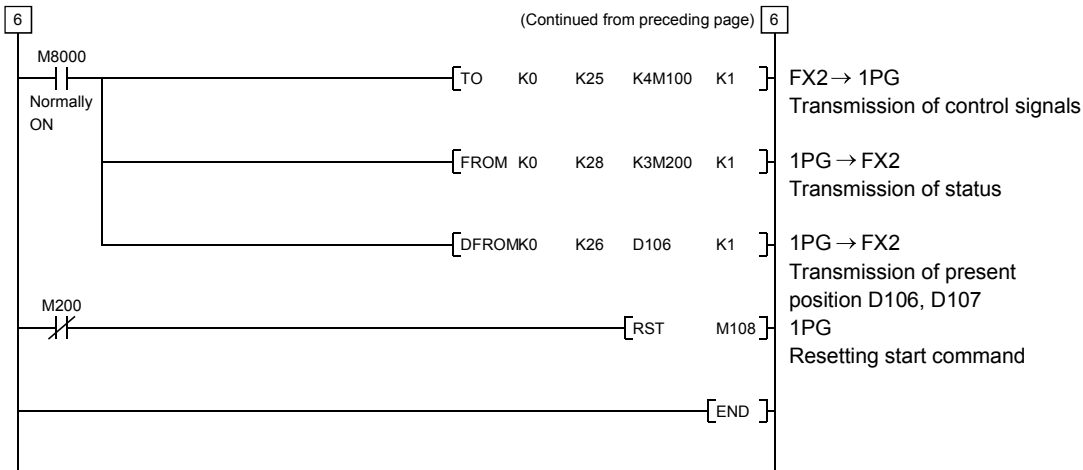 6 (Continued from preceding page) 6
M8000
Normally
ON
TO K0 K25 K4M100 K1
FX2→ 1PG
Transmission of control signals
FROM K0 K28 K3M200 K1
1PG → FX2
Transmission of status
DFROMK0 K26 D106 K1
1PG → FX2
Transmission of present
position D106, D107
M200
RST M108
1PG
Resetting start command
END